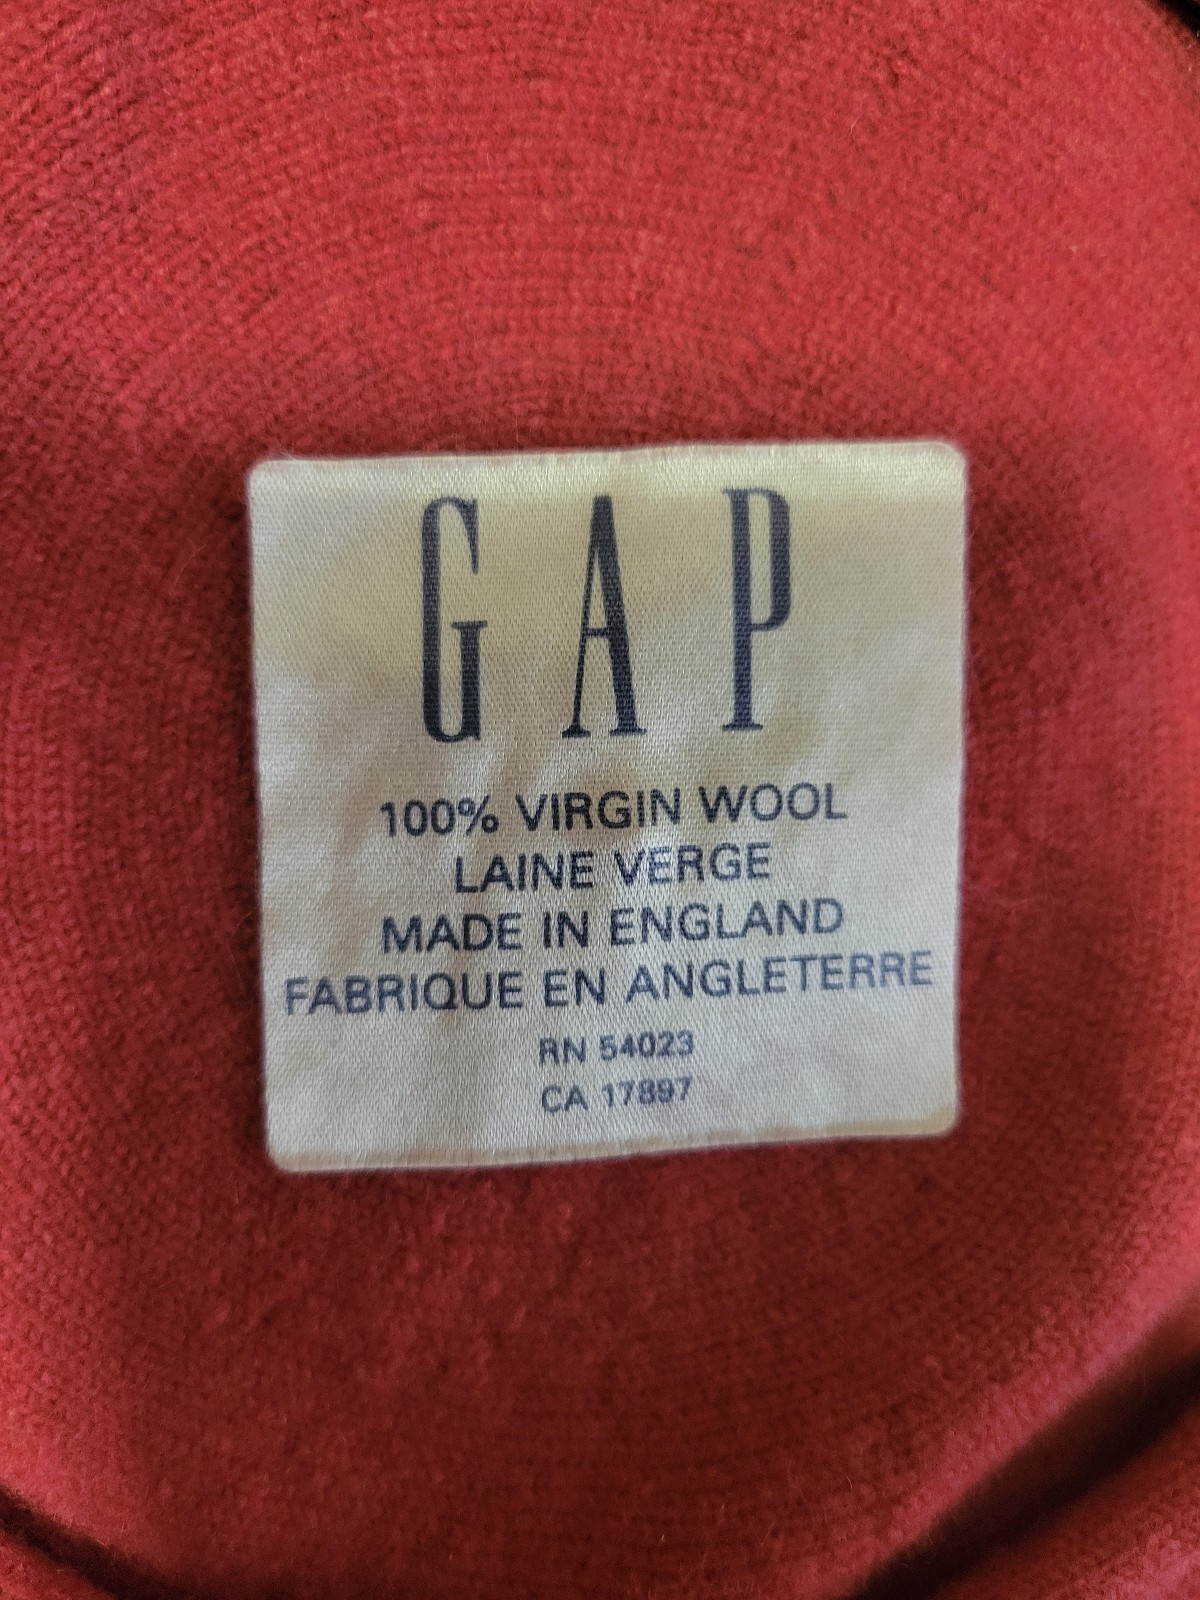 GAP
100% VIRGIN WOOL
LAINE VERGE
MADE IN ENGLAND
FABRIQUE EN ANGLETERRE
RN 54023
CA 17897